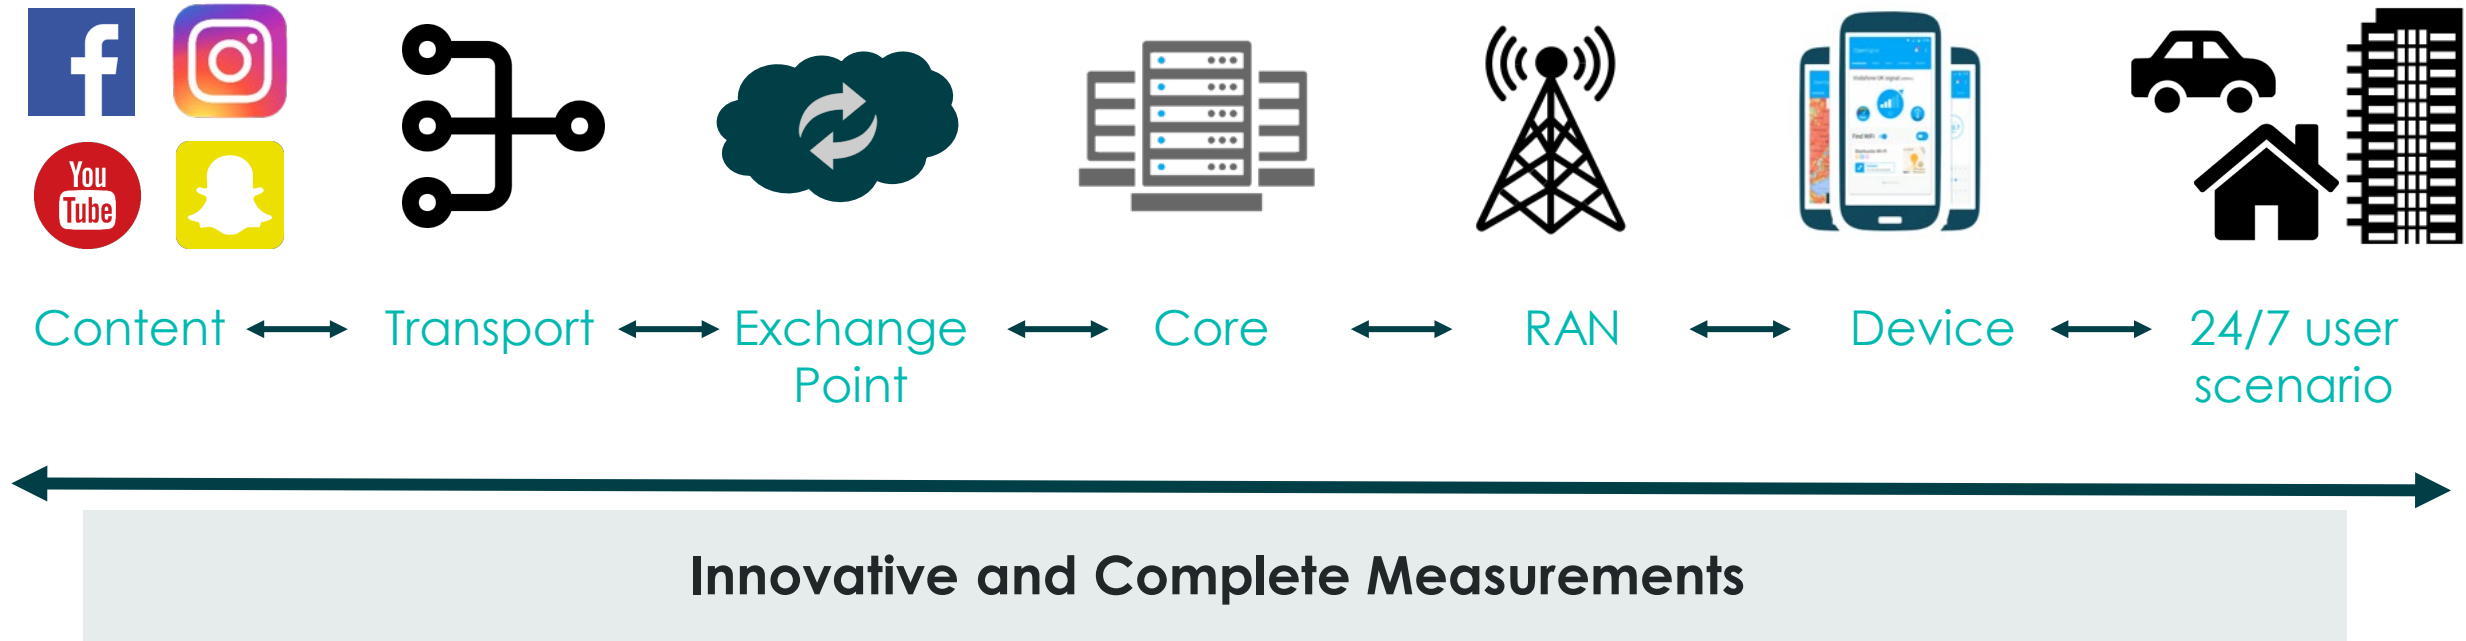 You
Tube
Content
Transport
Exchange
Point
Core
RAN
Device
24/7 user
scenario
Innovative and Complete Measurements